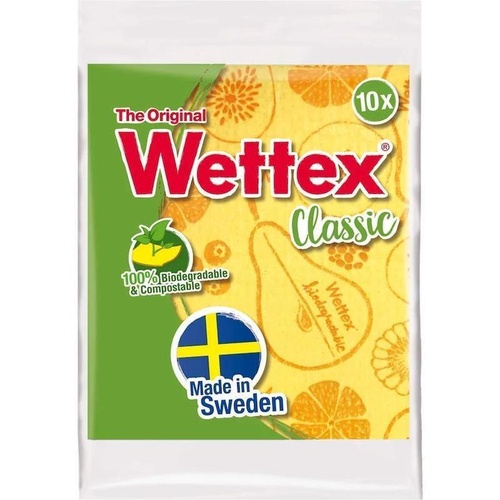 10x
The Original
Wettex®
Classic
100% Biodegradable
& Compostable
Wettex
biodegradable
Made in
Sweden